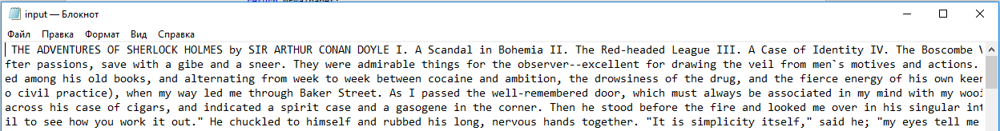 input — Блокнот
Файл Правка Формат Вид Справка
THE ADVENTURES OF SHERLOCK HOLMES by SIR ARTHUR CONAN DOYLE I. A Scandal in Bohemia II. The Red-headed League III. A Case of Identity IV. The Boscombe
fter passions, save with a gibe and a sneer. They were admirable things for the observer--excellent for drawing the veil from men`s motives and actions.
ed among his old books, and alternating from week to week between cocaine and ambition, the drowsiness of the drug, and the fierce energy of his own keen
o civil practice), when my way led me through Baker Street. As I passed the well-remembered door, which must always be associated in my mind with my wooi
across his case of cigars, and indicated a spirit case and a gasogene in the corner. Then he stood before the fire and looked me over in his singular int
il to see how you work it out." He chuckled to himself and rubbed his long, nervous hands together. "It is simplicity itself," said he; "my eyes tell me